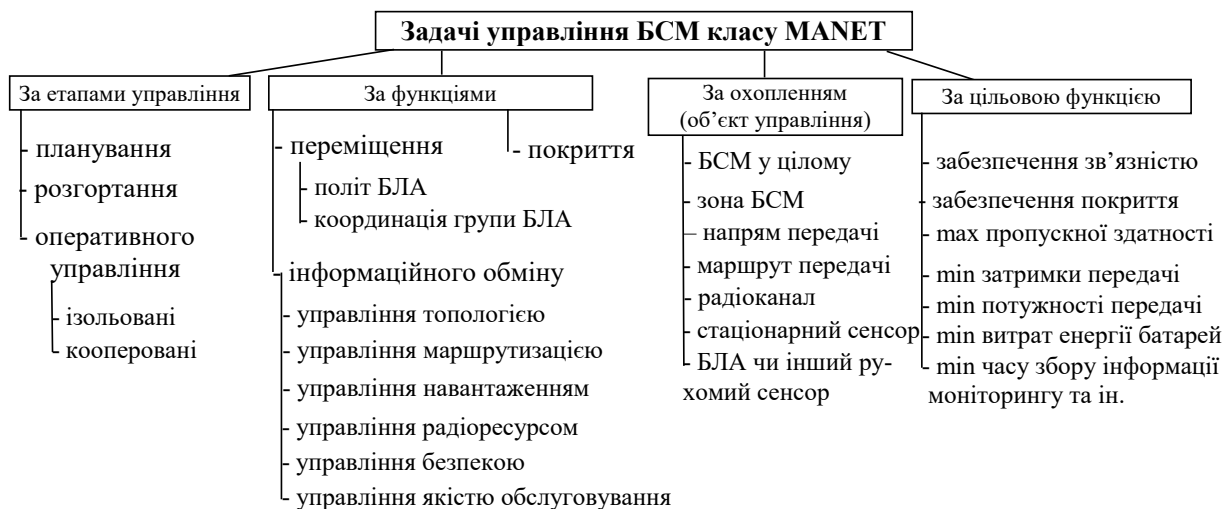 Задачі управління БСМ класу MANET
За етапами управління
- планування
- розгортання
- оперативного
управління
- ізольовані
- кооперовані
За функціями
- переміщення
- політ БЛА
- координація групи БЛА
- покриття
- інформаційного обміну
- управління топологією
- управління маршрутизацією
- управління навантаженням
- управління радіоресурсом
- управління безпекою
- управління якістю обслуговування
За охопленням
(об’єкт управління)
- БСМ у цілому
- зона БСМ
– напрям передачі
- маршрут передачі
- радіоканал
- стаціонарний сенсор
- БЛА чи інший ру-
хомий сенсор
За цільовою функцією
- забезпечення зв’язністю
- забезпечення покриття
- max пропускної здатності
- min затримки передачі
- min потужності передачі
- min витрат енергії батарей
- min часу збору інформації
моніторингу та ін.